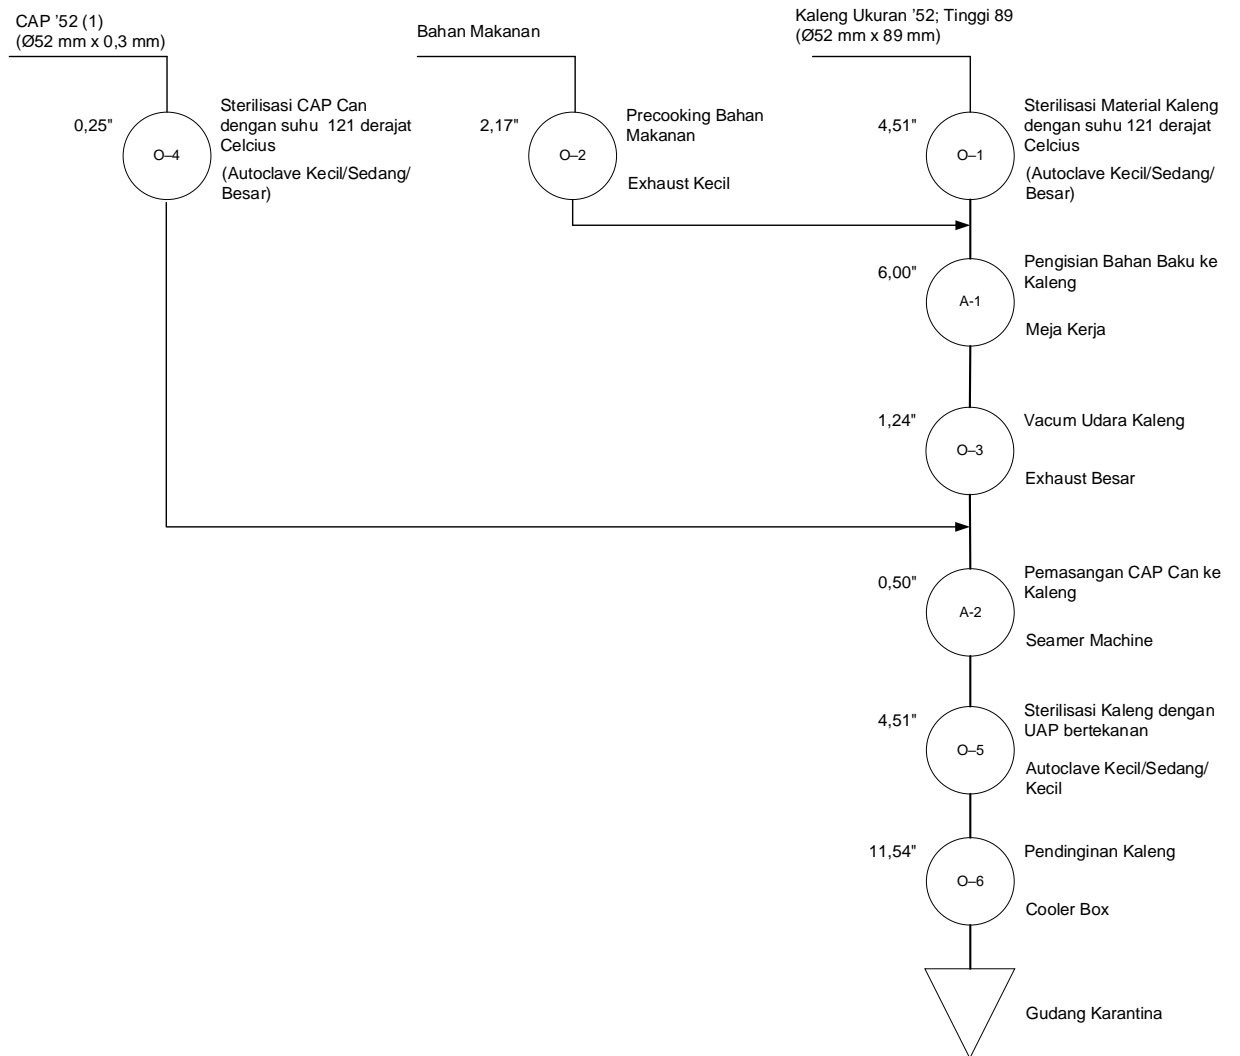 CAP ’52 (1)
(Ø52 mm x 0,3 mm)
0,25"
O–4
Sterilisasi CAP Can
dengan suhu  121 derajat
Celcius
(Autoclave Kecil/Sedang/
Besar)
Bahan Makanan
2,17"
O–2
Precooking Bahan
Makanan
Exhaust Kecil
Kaleng Ukuran ’52; Tinggi 89
(Ø52 mm x 89 mm)
4,51"
O–1
Sterilisasi Material Kaleng
dengan suhu 121 derajat
Celcius
(Autoclave Kecil/Sedang/
Besar)
6,00"
A-1
Pengisian Bahan Baku ke
Kaleng
Meja Kerja
1,24"
O–3
Vacum Udara Kaleng
Exhaust Besar
0,50"
A-2
Pemasangan CAP Can ke
Kaleng
Seamer Machine
4,51"
O–5
Sterilisasi Kaleng dengan
UAP bertekanan
Autoclave Kecil/Sedang/
Kecil
11,54"
O–6
Pendinginan Kaleng
Cooler Box
Gudang Karantina